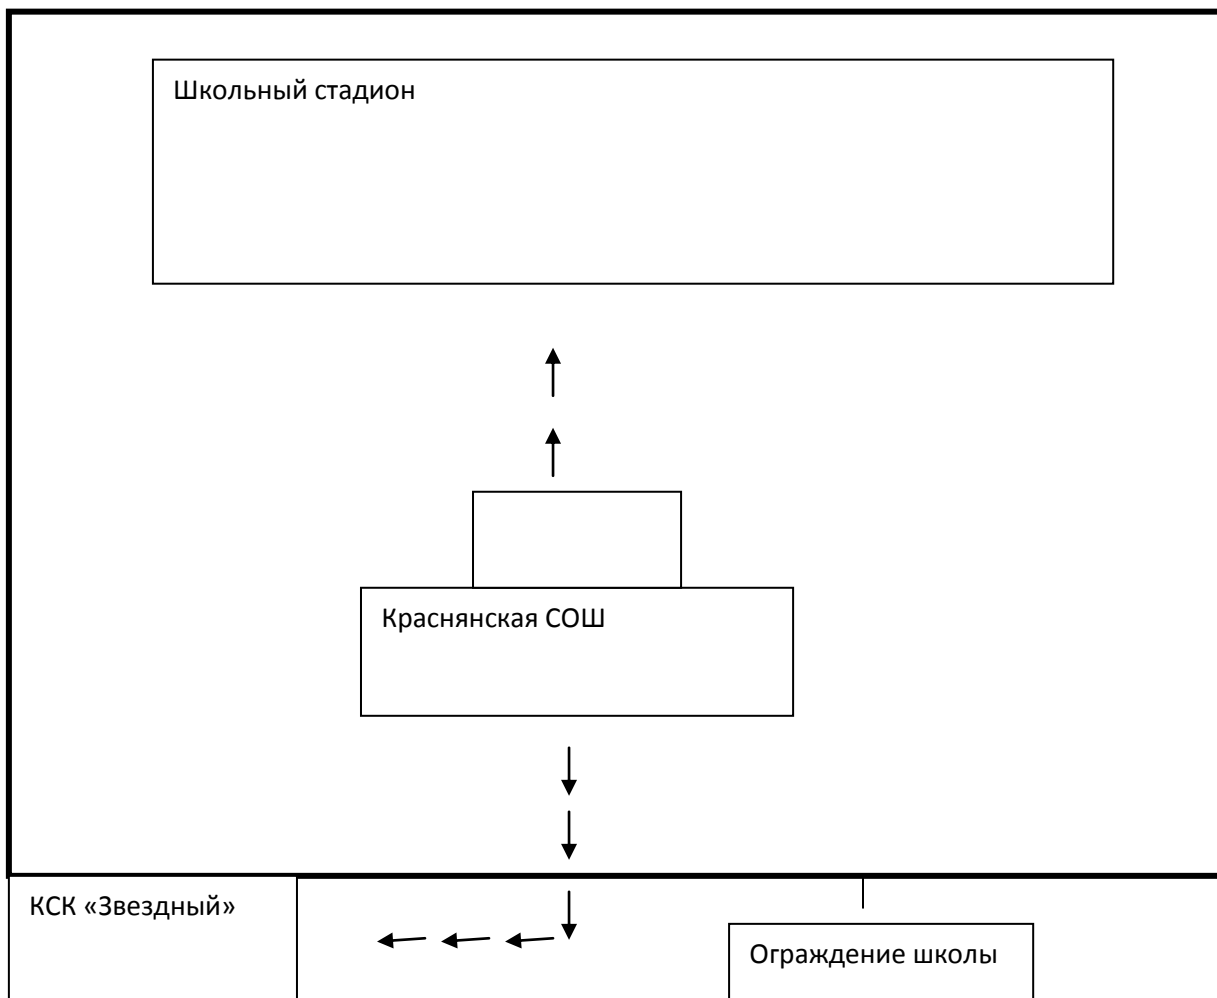 Школьный стадион
Краснянская СОШ
КСК «Звездный»
Ограждение школы